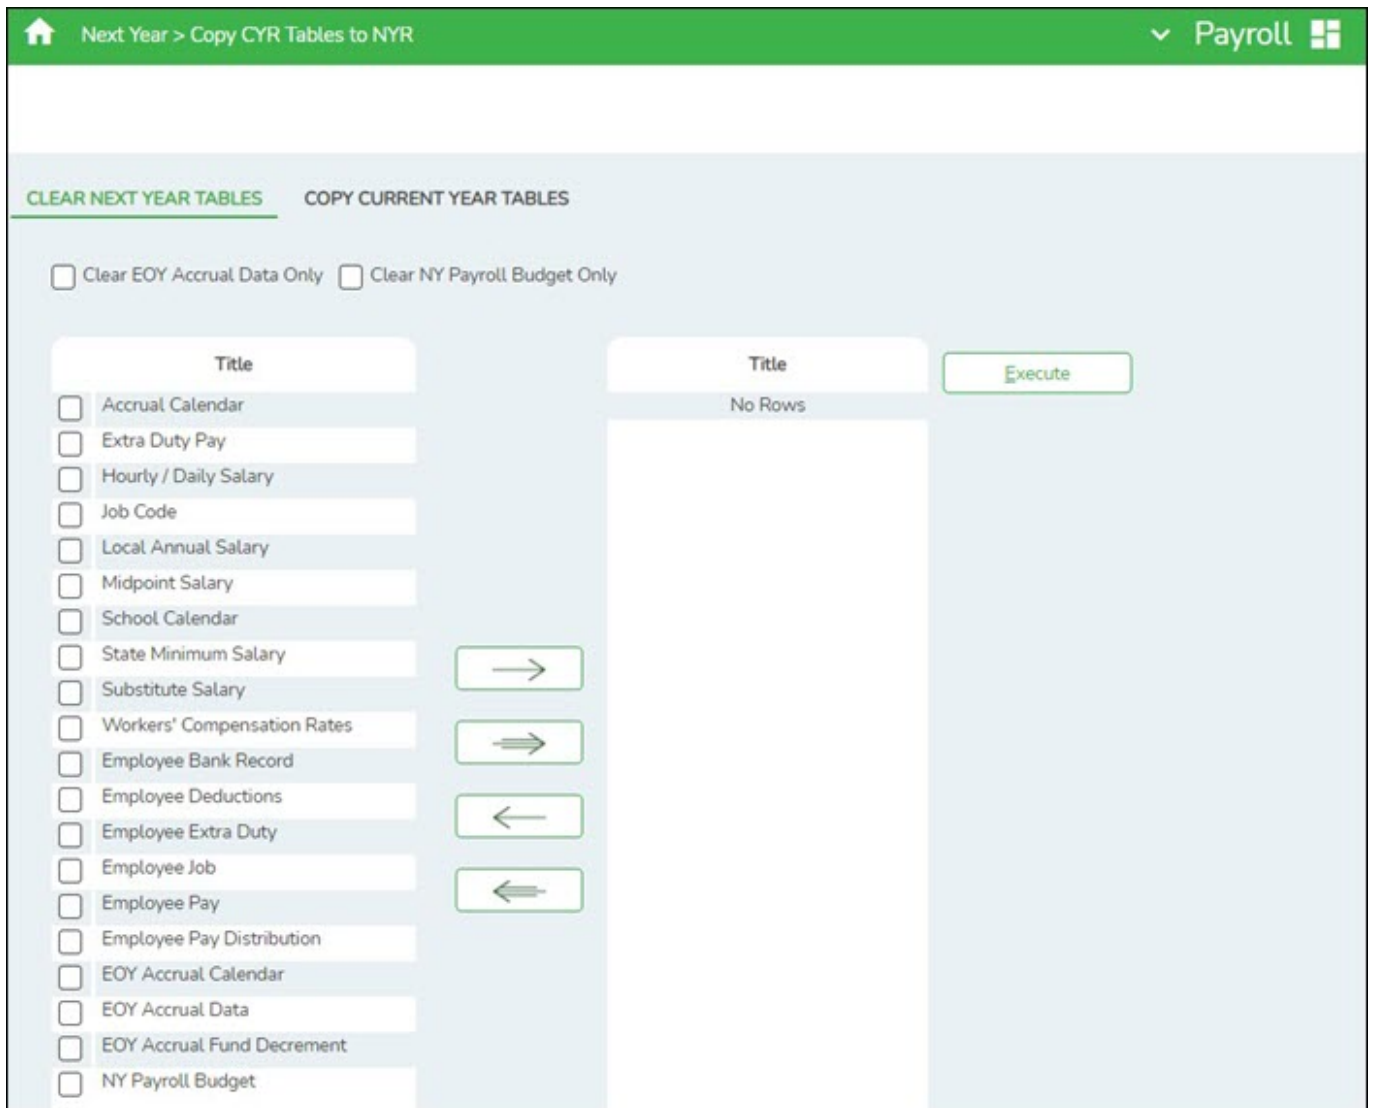 Next Year > Copy CYR Tables to NYR
Payroll
CLEAR NEXT YEAR TABLES COPY CURRENT YEAR TABLES
Clear EOY Accrual Data Only Clear NY Payroll Budget Only
Title
Accrual Calendar
Extra Duty Pay
Hourly / Daily Salary
Job Code
Local Annual Salary
Midpoint Salary
School Calendar
State Minimum Salary
Substitute Salary
Workers' Compensation Rates
Employee Bank Record
Employee Deductions
Employee Extra Duty
Employee Job
Employee Pay
Employee Pay Distribution
EOY Accrual Calendar
EOY Accrual Data
EOY Accrual Fund Decrement
NY Payroll Budget
Title
No Rows
Execute